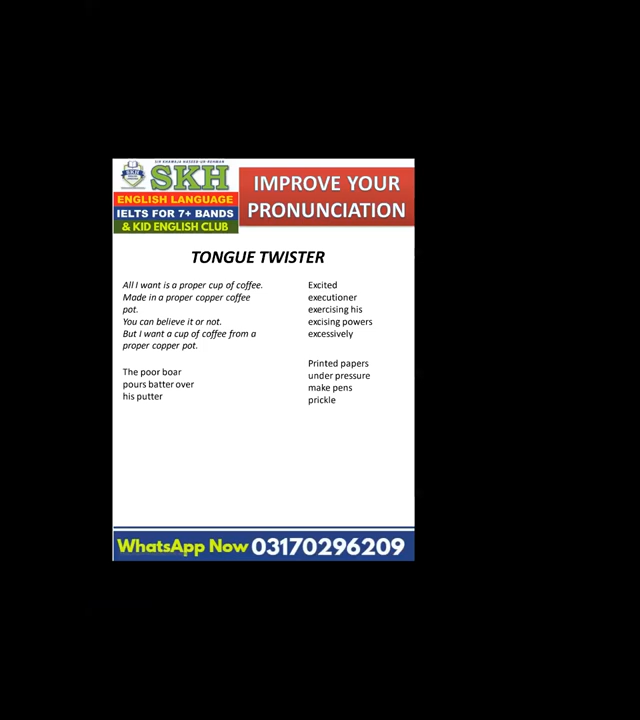 SIR KHAWAJA NASEEB-UR-REHMAN
SKH
SKH
ENGLISH LANGUAGE
IELTS FOR 7+ BANDS
& KID ENGLISH CLUB
IMPROVE YOUR
PRONUNCIATION
TONGUE TWISTER
All I want is a proper cup of coffee.
Made in a proper copper coffee
pot.
You can believe it or not.
But I want a cup of coffee from a
proper copper pot.
The poor boar
pours batter over
his putter
Excited
executioner
exercising his
excising powers
excessively
Printed papers
under pressure
make pens
prickle
WhatsApp Now 03170296209